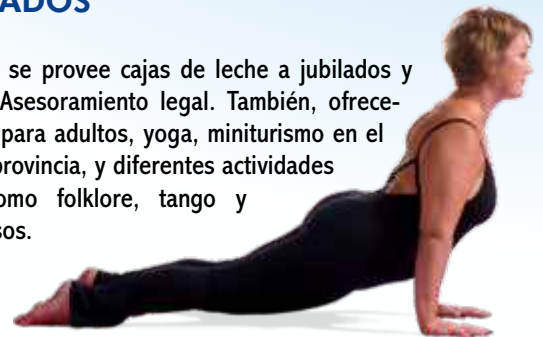 ADOS
se provee cajas de leche a jubilados y
Asesoramiento legal. También, ofrece-
para adultos, yoga, miniturismo en el
provincia, y diferentes actividades
omo folklore, tango y
sos.